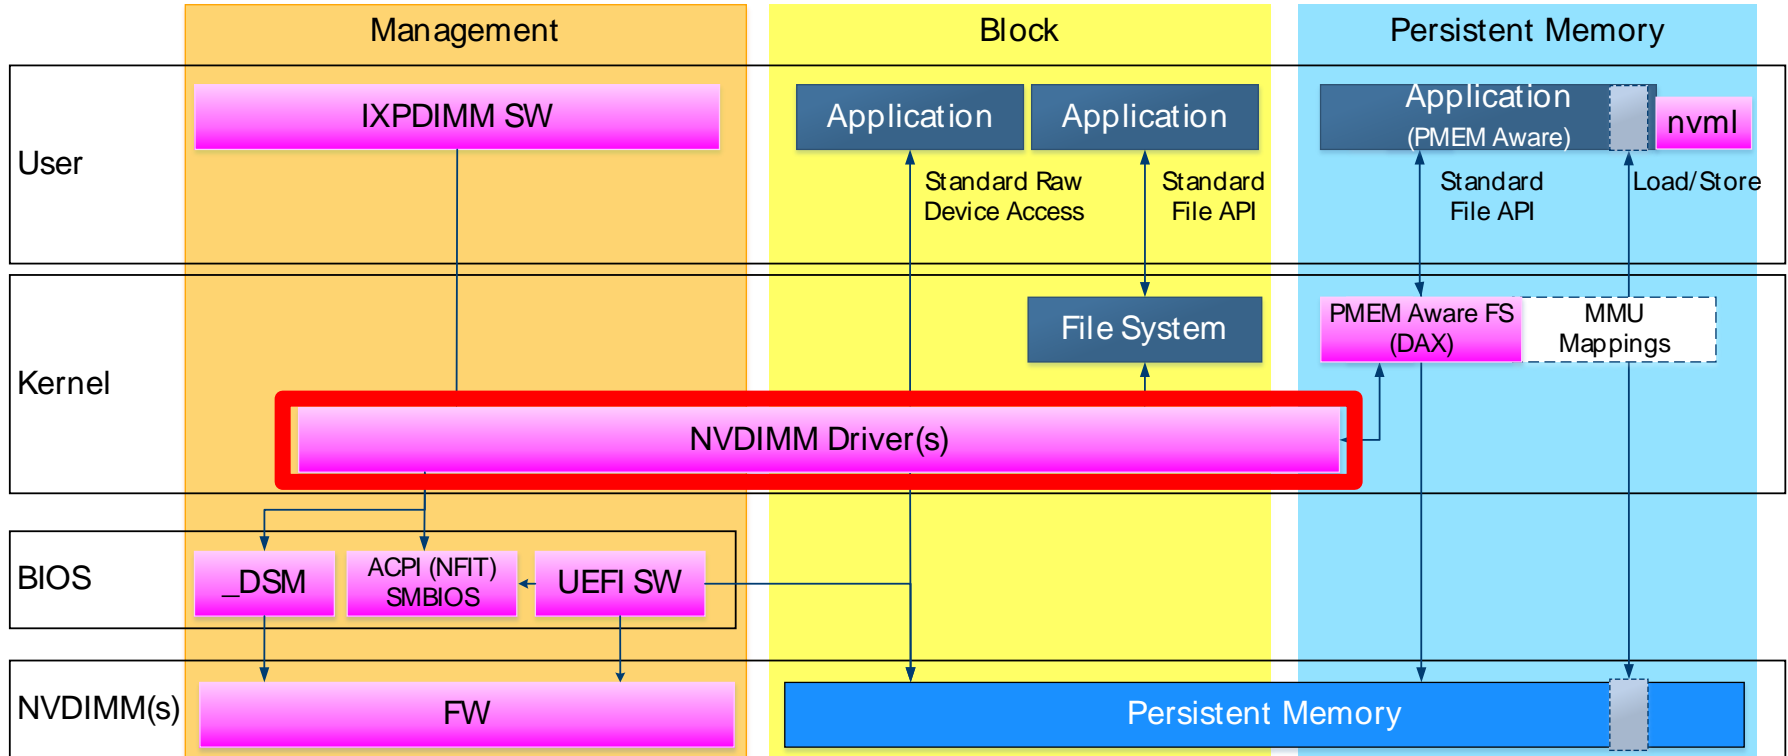 Management
Block
Persistent Memory
User
IXPDIMM SW
Application
Application
Application
(PMEM Aware)
nvml
Standard Raw
Device Access
Standard
File API
Standard
File API
Load/Store
Kernel
File System
PMEM Aware FS
(DAX)
MMU
Mappings
NVDIMM Driver(s)
BIOS
_DSM
ACPI (NFIT)
SMBIOS
UEFI SW
NVDIMM(s)
FW
Persistent Memory